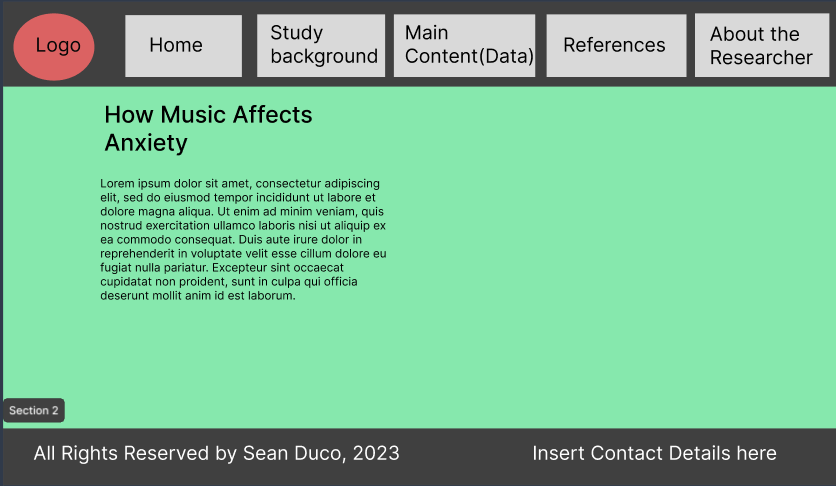 Logo
Home
Study
background
Main
Content(Data)
References
About the
Researcher
How Music Affects
Anxiety
Lorem ipsum dolor sit amet, consectetur adipiscing
elit, sed do eiusmod tempor incididunt ut labore et
dolore magna aliqua. Ut enim ad minim veniam, quis
nostrud exercitation ullamco laboris nisi ut aliquip ex
ea commodo consequat. Duis aute irure dolor in
reprehenderit in voluptate velit esse cillum dolore eu
fugiat nulla pariatur. Excepteur sint occaecat
cupidatat non proident, sunt in culpa qui officia
deserunt mollit anim id est laborum.
Section 2
All Rights Reserved by Sean Duco, 2023
Insert Contact Details here